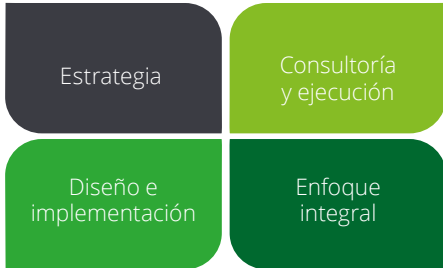 Estrategia
Consultoría
y ejecución
Diseño e
implementación
Enfoque
integral